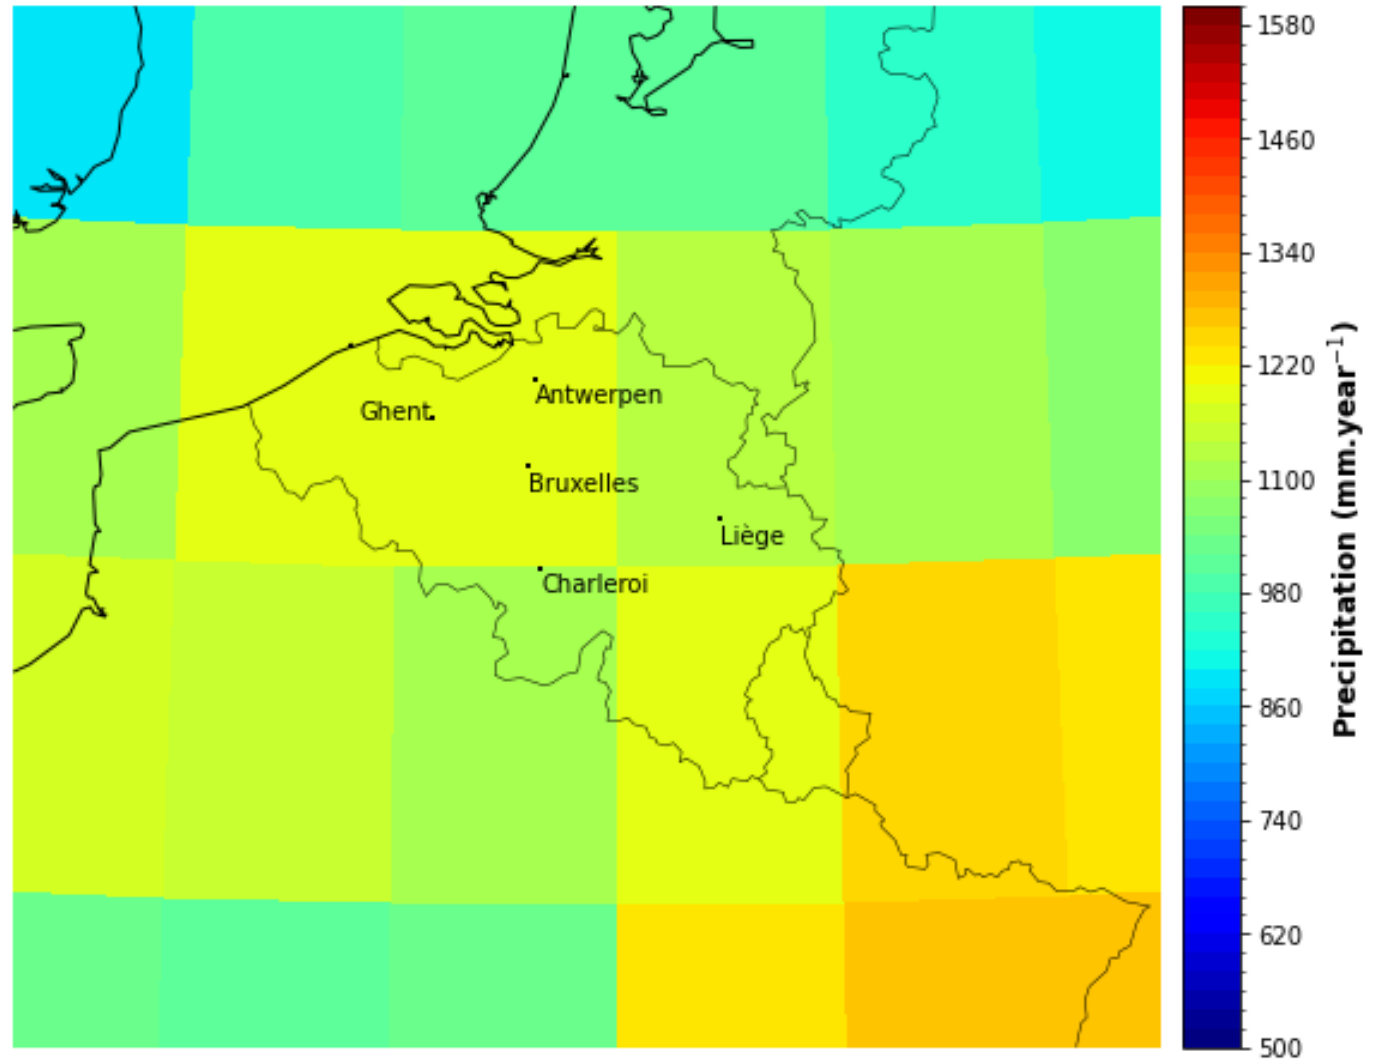 1580
1460
1340
1220
1100
980
860
740
620
500
Precipitation (mm.year⁻¹)
Antwerpen
Ghent
Bruxelles
Liège
Charleroi